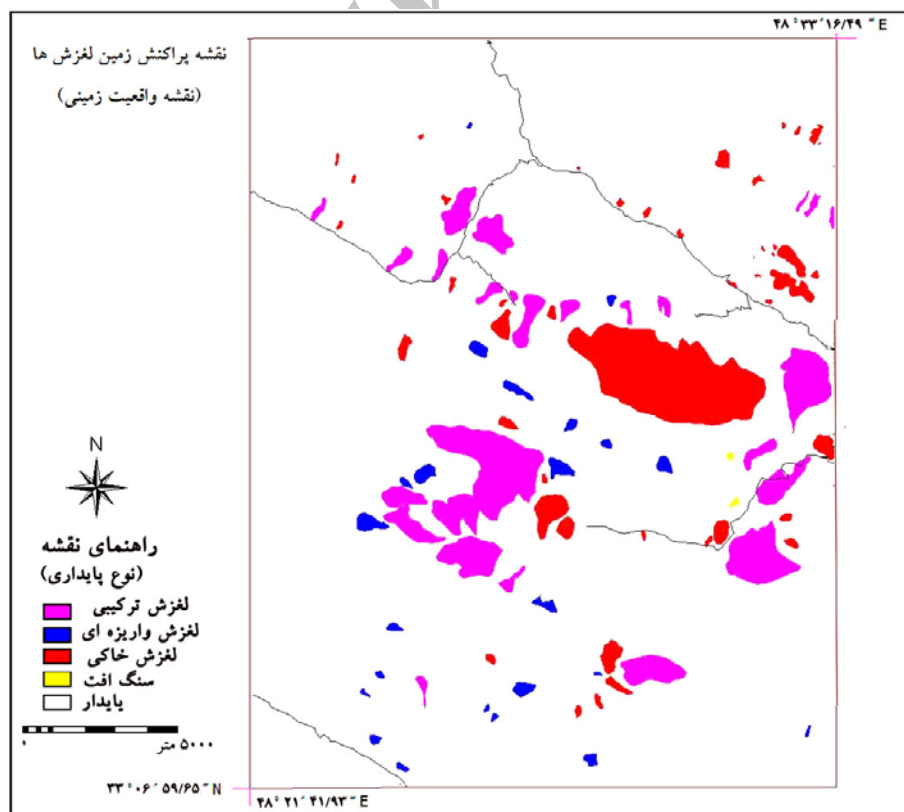 ۴۸ ° ۳۳ ′ ۱۶/۴۹ ″ E
نقشه پراکنش زمین لغزش ها
(نقشه واقعیت زمینی)
N
راهنمای نقشه
(نوع پایداری)
لغزش ترکیبی
لغزش واریزه ای
لغزش خاکی
سنگ افت
پایدار
۰ ۵۰۰۰ متر
۳۳ ° ۰۶ ′ ۵۹/۶۵ ″ N
۴۸ ° ۲۱ ′ ۴۱/۹۳ ″ E